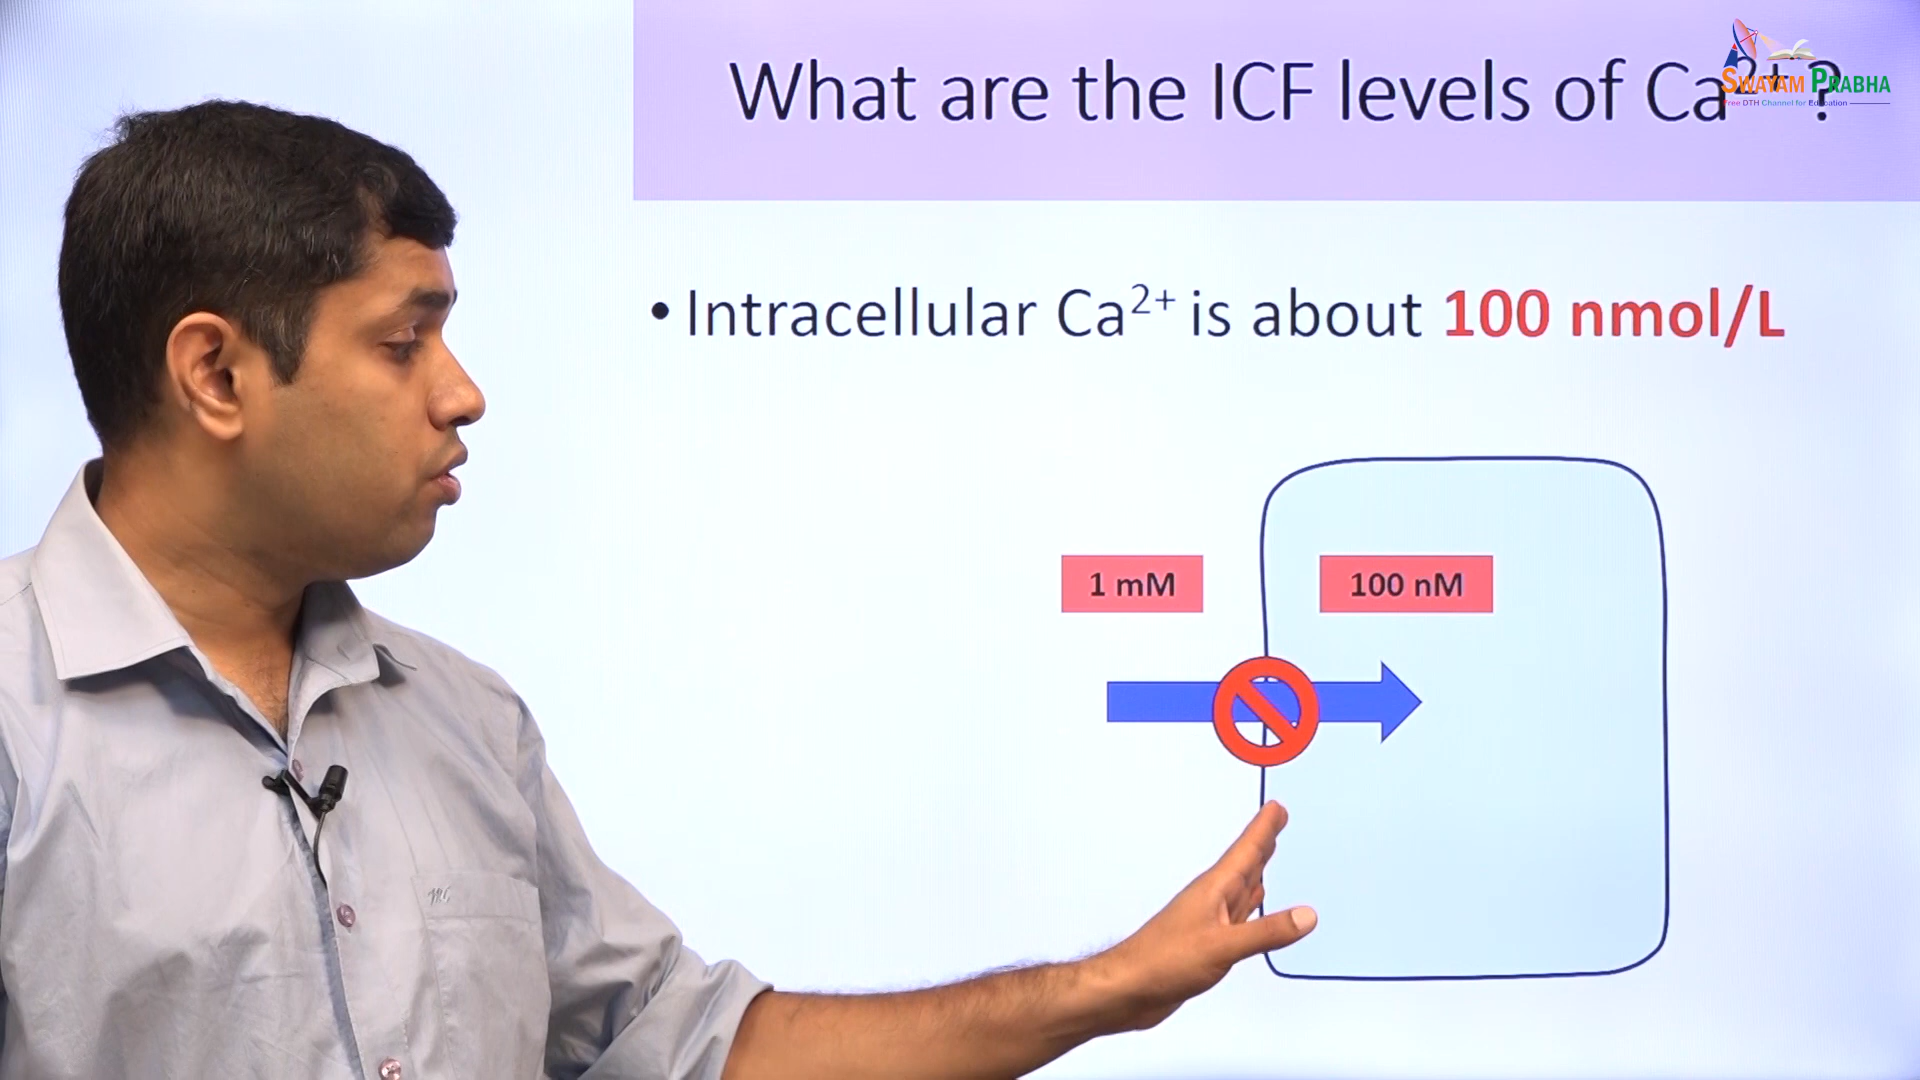 What are the ICF levels of Ca2+ ?
SWAYAM PRABHA
Free DTH Channel for Education
• Intracellular Ca2+ is about 100 nmol/L
1 mM
100 nM